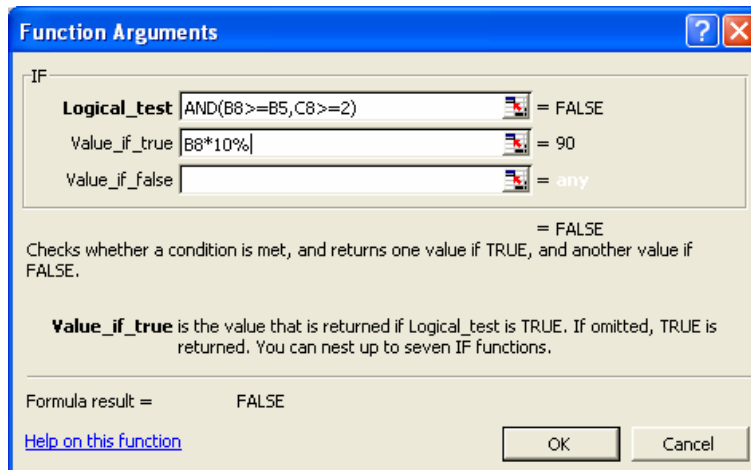 Function Arguments
IF
Logical_test AND(B8>=B5,C8>=2) = FALSE
Value_if_true B8*10% = 90
Value_if_false = any
= FALSE
Checks whether a condition is met, and returns one value if TRUE, and another value if
FALSE.
Value_if_true is the value that is returned if Logical_test is TRUE. If omitted, TRUE is
returned. You can nest up to seven IF functions.
Formula result = FALSE
Help on this function OK Cancel